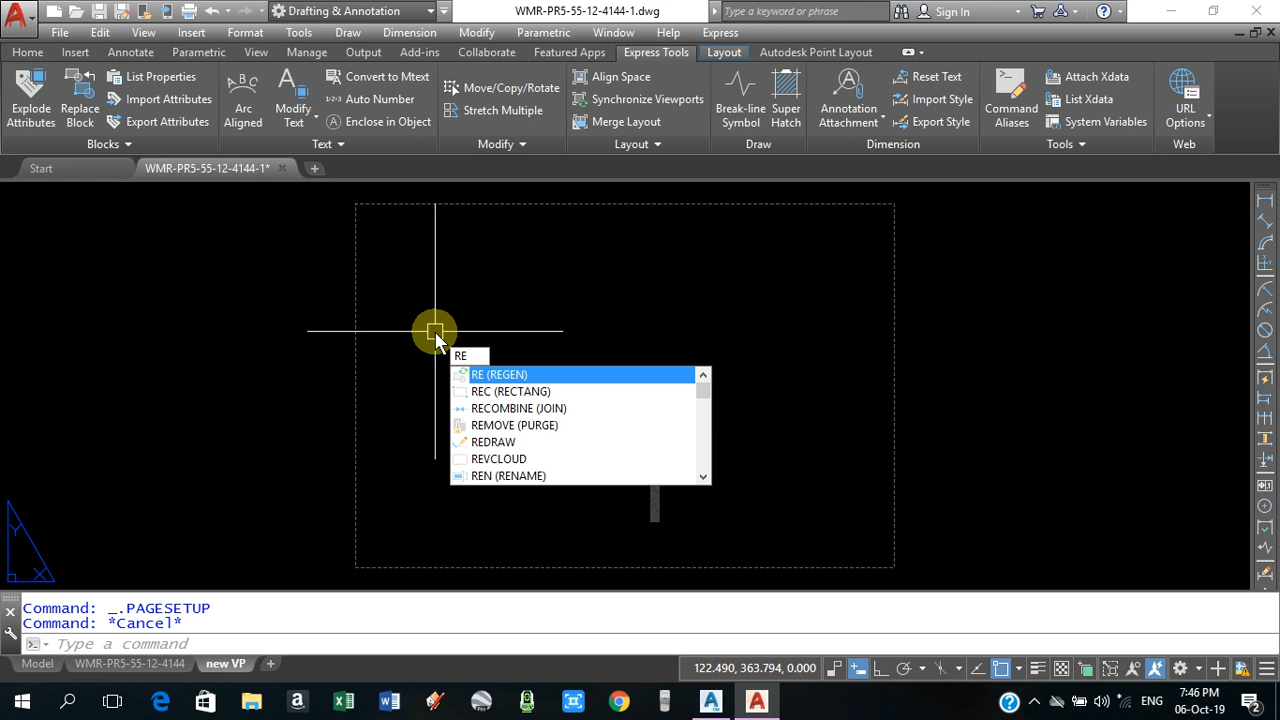 Drafting & Annotation
WMR-PR5-55-12-4144-1.dwg
Type a keyword or phrase
Sign In
File Edit View Insert Format Tools Draw Dimension Modify Parametric Window Help Express
Home Insert Annotate Parametric View Manage Output Add-ins Collaborate Featured Apps Express Tools Layout Autodesk Point Layout
Explode Attributes
Replace Block
List Properties
Import Attributes
Export Attributes
Arc Aligned
Modify Text
Convert to Mtext
Auto Number
Enclose in Object
Move/Copy/Rotate
Stretch Multiple
Align Space
Synchronize Viewports
Merge Layout
Break-line Symbol
Super Hatch
Annotation Attachment
Reset Text
Import Style
Export Style
Command Aliases
Attach Xdata
List Xdata
System Variables
URL Options
Blocks Text Modify Layout Draw Dimension Tools Web
Start WMR-PR5-55-12-4144-1*
RE
RE (REGEN)
REC (RECTANG)
RECOMBINE (JOIN)
REMOVE (PURGE)
REDRAW
REVCLOUD
REN (RENAME)
Y
X
Command: _.PAGESETUP
Command: *Cancel*
Type a command
Model WMR-PR5-55-12-4144 new VP
122.490, 363.794, 0.000
ENG
7:46 PM
06-Oct-19
2